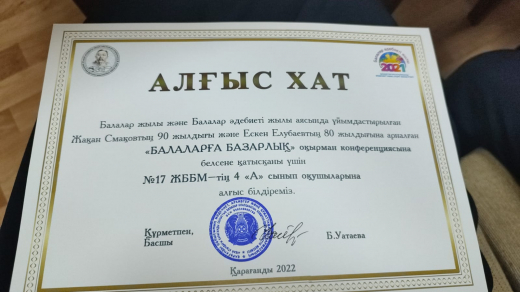 АЛҒЫС ХАТ
Балалар жылы және Балалар әдебиеті жылы аясында ұйымдастырылған
Жақан Смақовтың 90 жылдығы және Ескен Елубаевтың 80 жылдығына арналған
«БАЛАЛАРҒА БАЗАРЛЫҚ» оқырман конференциясына
белсене қатысқаны үшін
№17 ЖББМ—тің 4 «А» сынып оқушыларына
алғыс білдіреміз.
Құрметпен,
Басшы
Б.Уатаева
Қарағанды 2022